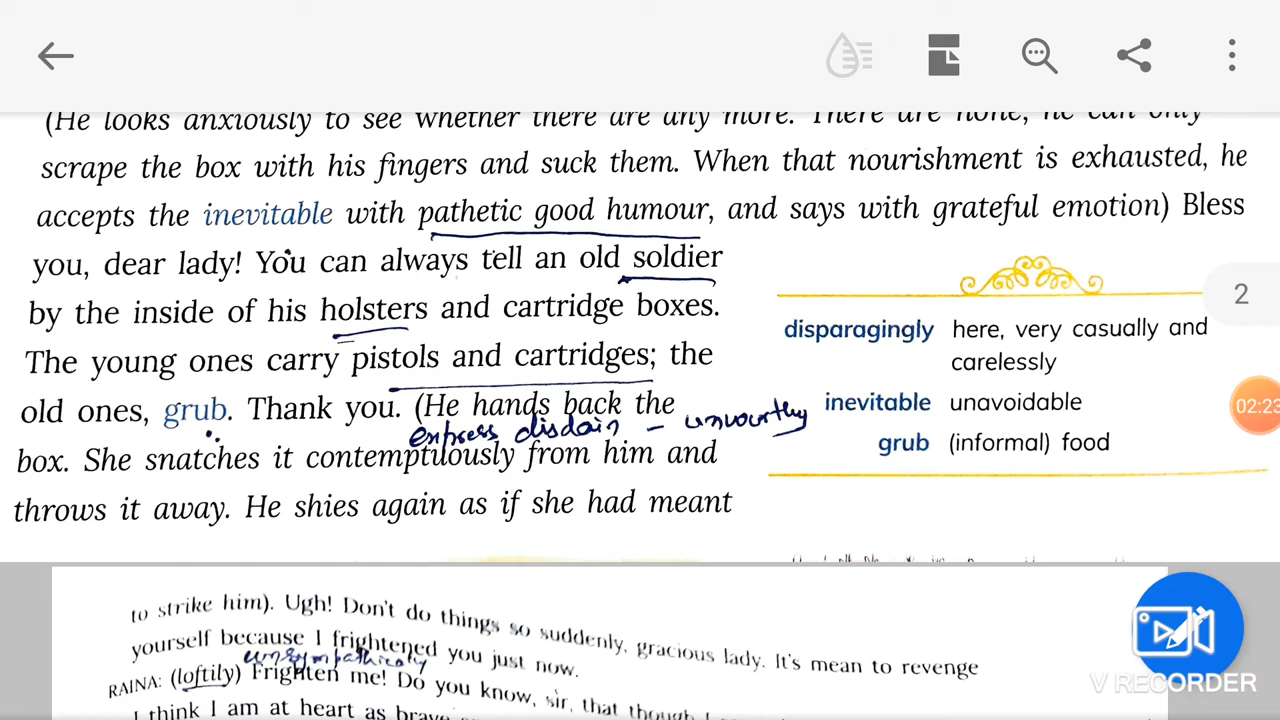 (He looks anxiously to see whether there are any more. There are none, he can only
scrape the box with his fingers and suck them. When that nourishment is exhausted, he
accepts the inevitable with pathetic good humour, and says with grateful emotion) Bless
you, dear lady! You can always tell an old soldier
by the inside of his holsters and cartridge boxes.
The young ones carry pistols and cartridges; the
old ones, grub. Thank you. (He hands back the
express disdain - unworthy
box. She snatches it contemptuously from him and
throws it away. He shies again as if she had meant
disparagingly here, very casually and
carelessly
inevitable unavoidable
grub (informal) food
2
02:23
to strike him). Ugh! Don't do things so suddenly, gracious lady. It's mean to revenge
yourself because I frightened you just now.
unsympathically
RAINA: (loftily) Frighten me! Do you know, sir, that though I
I think I am at heart as brave
V RECORDER